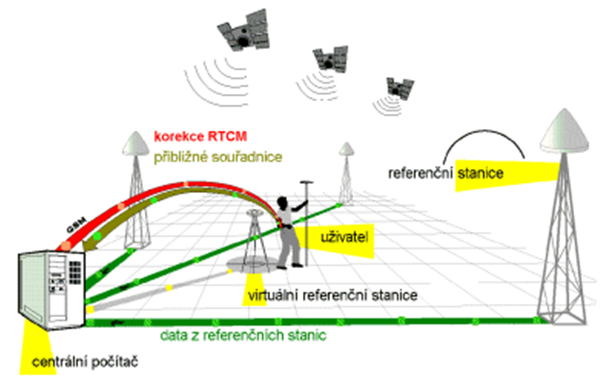 korekce RTCM
přibližné souřadnice
referenční stanice
GSM
uživatel
virtuální referenční stanice
data z referenčních stanic
centrální počítač